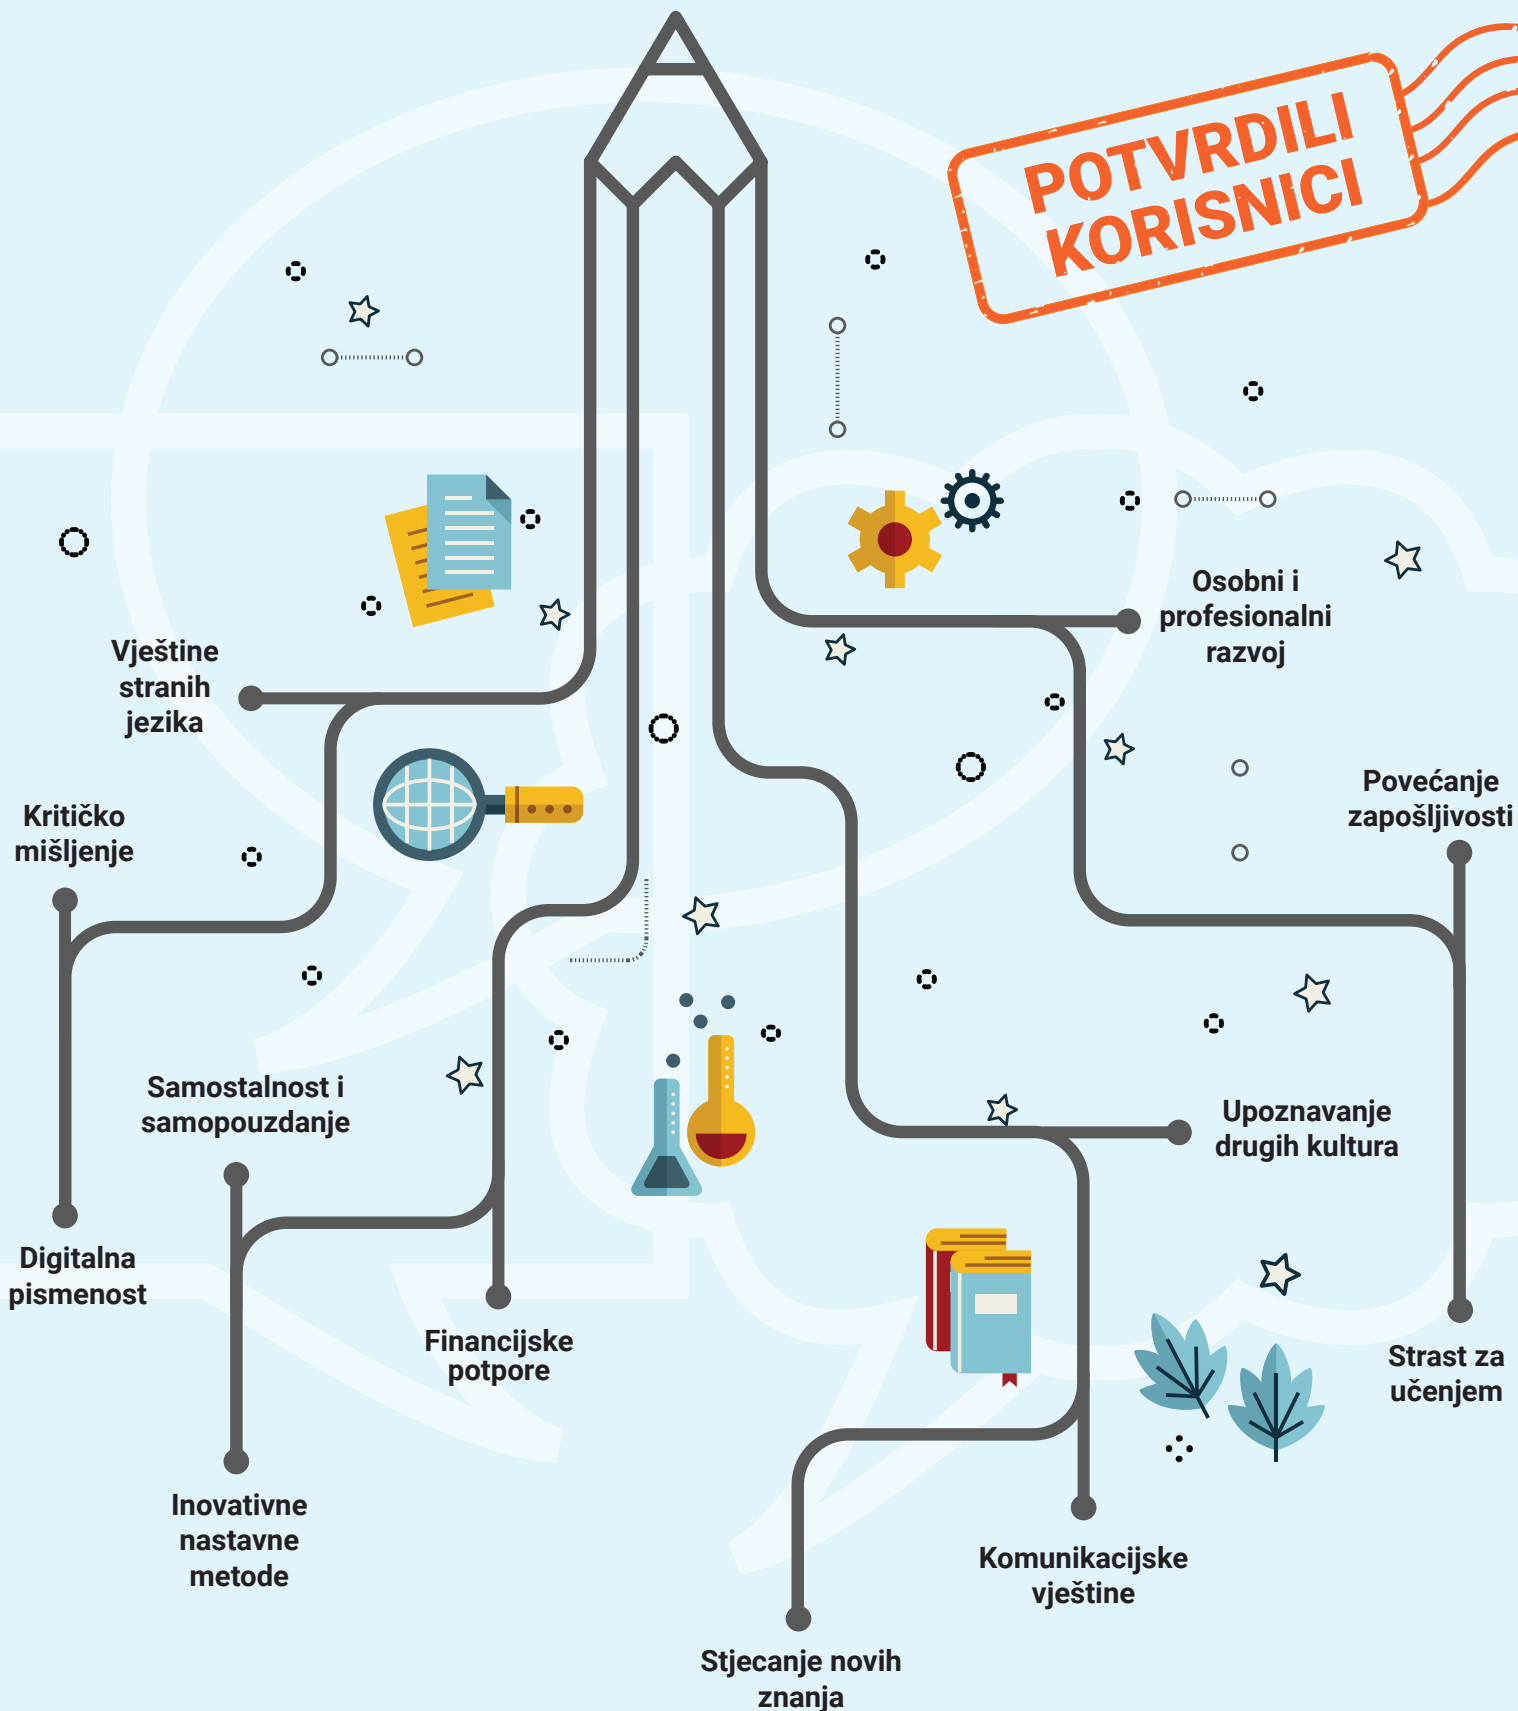 POTVRDILI
KORISNICI
Osobni i
profesionalni
razvoj
Vještine
stranih
jezika
Povećanje
zapošljivosti
Kritičko
mišljenje
Samostalnost i
samopouzdanje
Upoznavanje
drugih kultura
Digitalna
pismenost
Financijske
potpore
Strast za
učenjem
Inovativne
nastavne
metode
Komunikacijske
vještine
Stjecanje novih
znanja